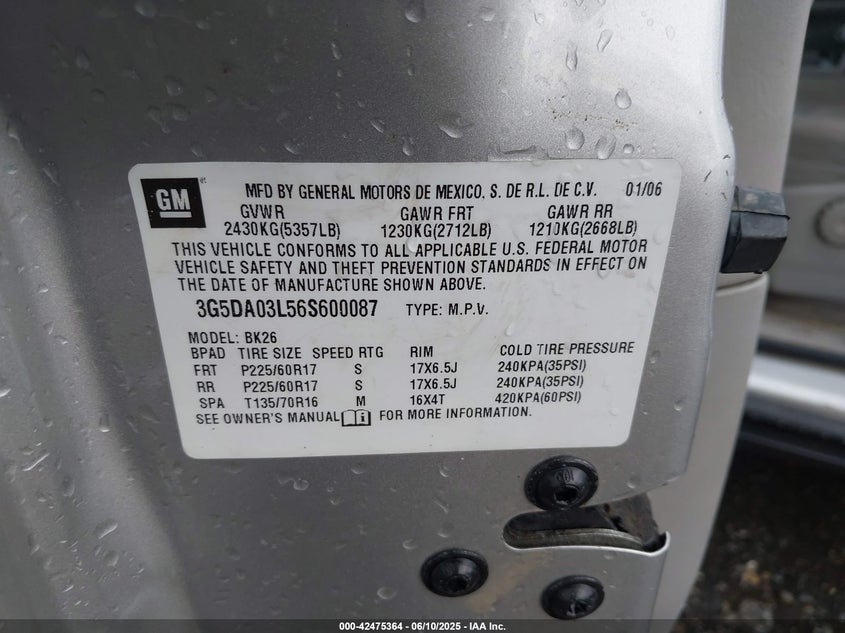 GM
MFD BY GENERAL MOTORS DE MEXICO, S. DE R.L. DE C.V. 01/06
GVWR GAWR FRT GAWR RR
2430KG(5357LB) 1230KG(2712LB) 1210KG(2668LB)
THIS VEHICLE CONFORMS TO ALL APPLICABLE U.S. FEDERAL MOTOR
VEHICLE SAFETY AND THEFT PREVENTION STANDARDS IN EFFECT ON
THE DATE OF MANUFACTURE SHOWN ABOVE.
3G5DA03L56S600087 TYPE: M.P.V.
MODEL: BK26
BPAD TIRE SIZE SPEED RTG RIM COLD TIRE PRESSURE
FRT P225/60R17 S 17X6.5J 240KPA(35PSI)
RR P225/60R17 S 17X6.5J 240KPA(35PSI)
SPA T135/70R16 M 16X4T 420KPA(60PSI)
SEE OWNER'S MANUAL FOR MORE INFORMATION.
000-42475364 | 06/10/2025 | IAA Inc.